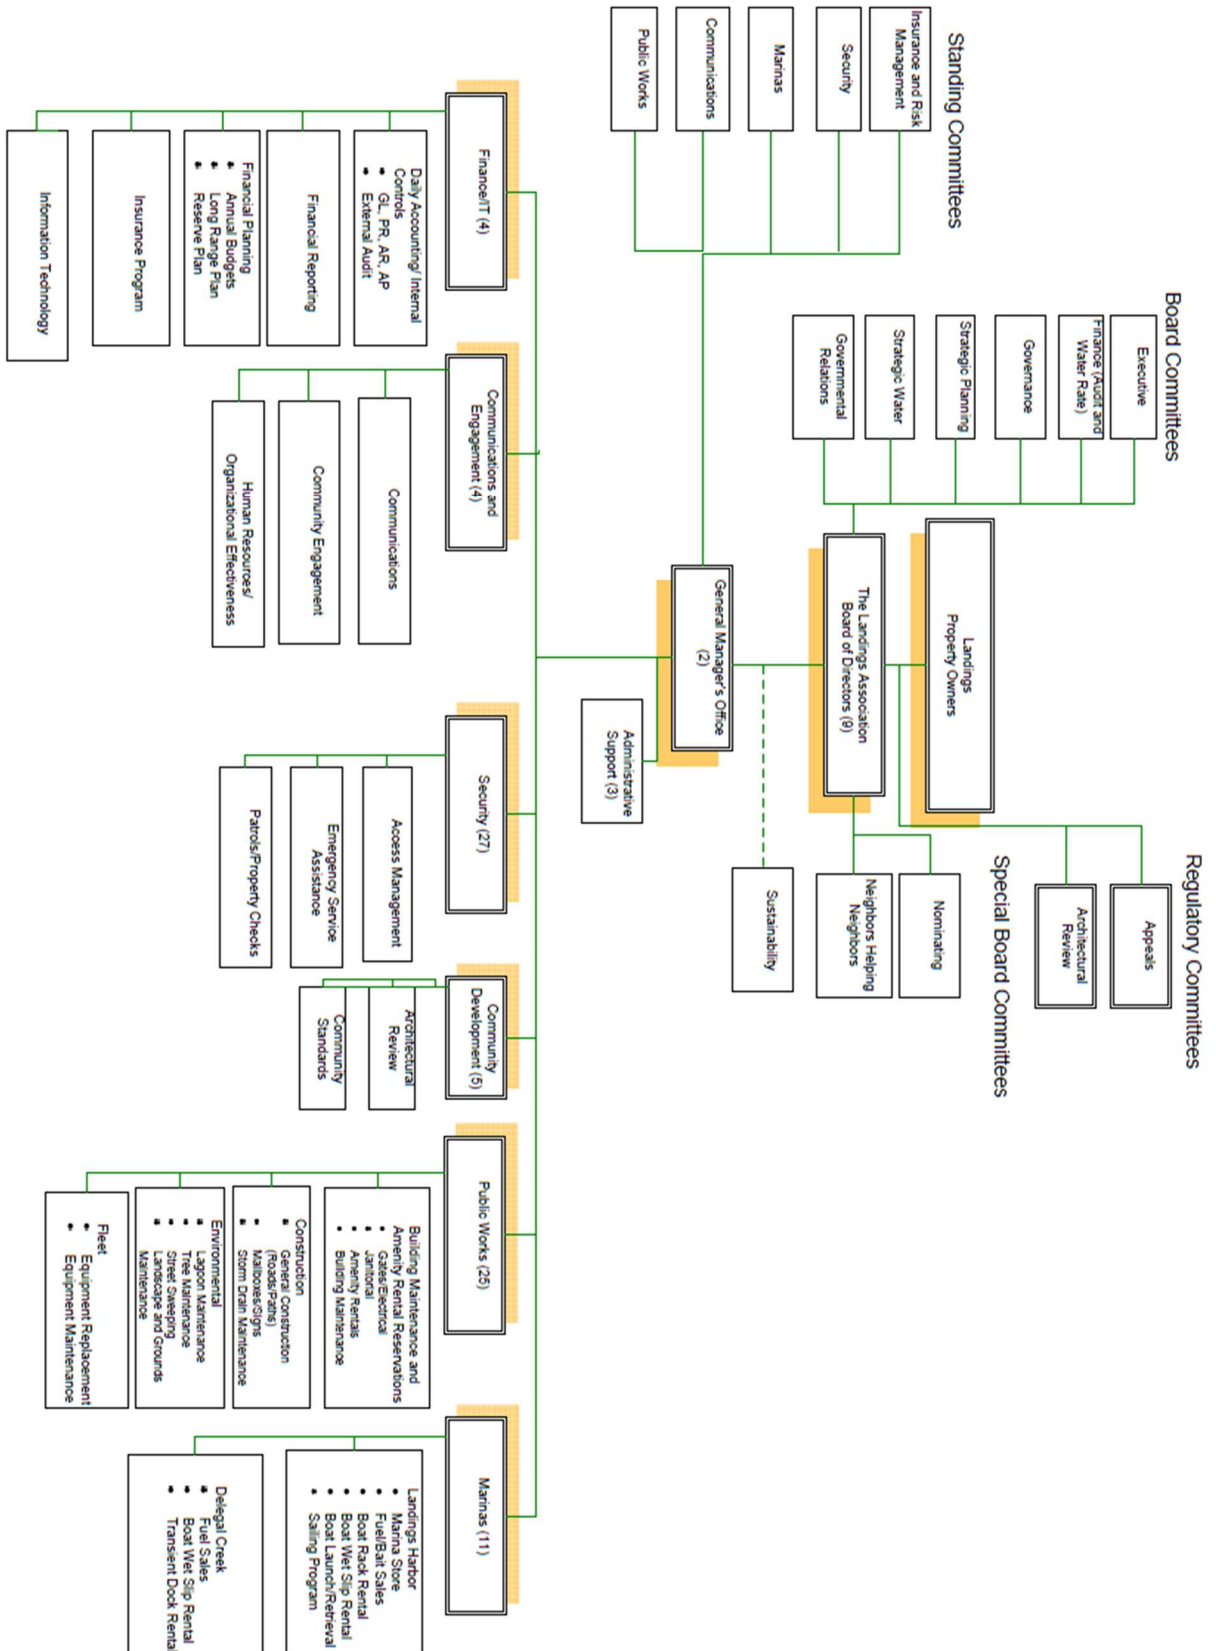 Board Committees
Regulatory Committees
Executive
Finance (Audit and
Water Rate)
Governance
Strategic Planning
Strategic Water
Governmental
Relations
Appeals
Architectural
Review
Special Board Committees
Nominating
Neighbors Helping
Neighbors
Sustainability
Landings
Property Owners
The Landings Association
Board of Directors (9)
Standing Committees
Insurance and Risk
Management
Security
Marinas
Communications
Public Works
General Manager's Office
(2)
Administrative
Support (3)
Finance/IT (4)
Daily Accounting/ Internal
Controls
• GL, PR, AR, AP
• External Audit
Financial Reporting
Financial Planning
• Annual Budgets
• Long Range Plan
• Reserve Plan
Insurance Program
Information Technology
Communications and
Engagement (4)
Communications
Community Engagement
Human Resources/
Organizational Effectiveness
Security (27)
Access Management
Emergency Service
Assistance
Patrols/Property Checks
Community
Development (5)
Architectural
Review
Community
Standards
Public Works (25)
Building Maintenance and
Amenity Rental Reservations
• Gates/Electrical
• Janitorial
• Amenity Rentals
• Building Maintenance
Construction
• General Construction
(Roads/Paths)
• Mailboxes/Signs
• Storm Drain Maintenance
Environmental
• Lagoon Maintenance
• Tree Maintenance
• Street Sweeping
• Landscape and Grounds
Maintenance
Fleet
• Equipment Replacement
• Equipment Maintenance
Marinas (11)
Landings Harbor
• Marina Store
• Fuel/Bait Sales
• Boat Rack Rental
• Boat Wet Slip Rental
• Boat Launch/Retrieval
• Sailing Program
Delegal Creek
• Fuel Sales
• Boat Wet Slip Rental
• Transient Dock Rental